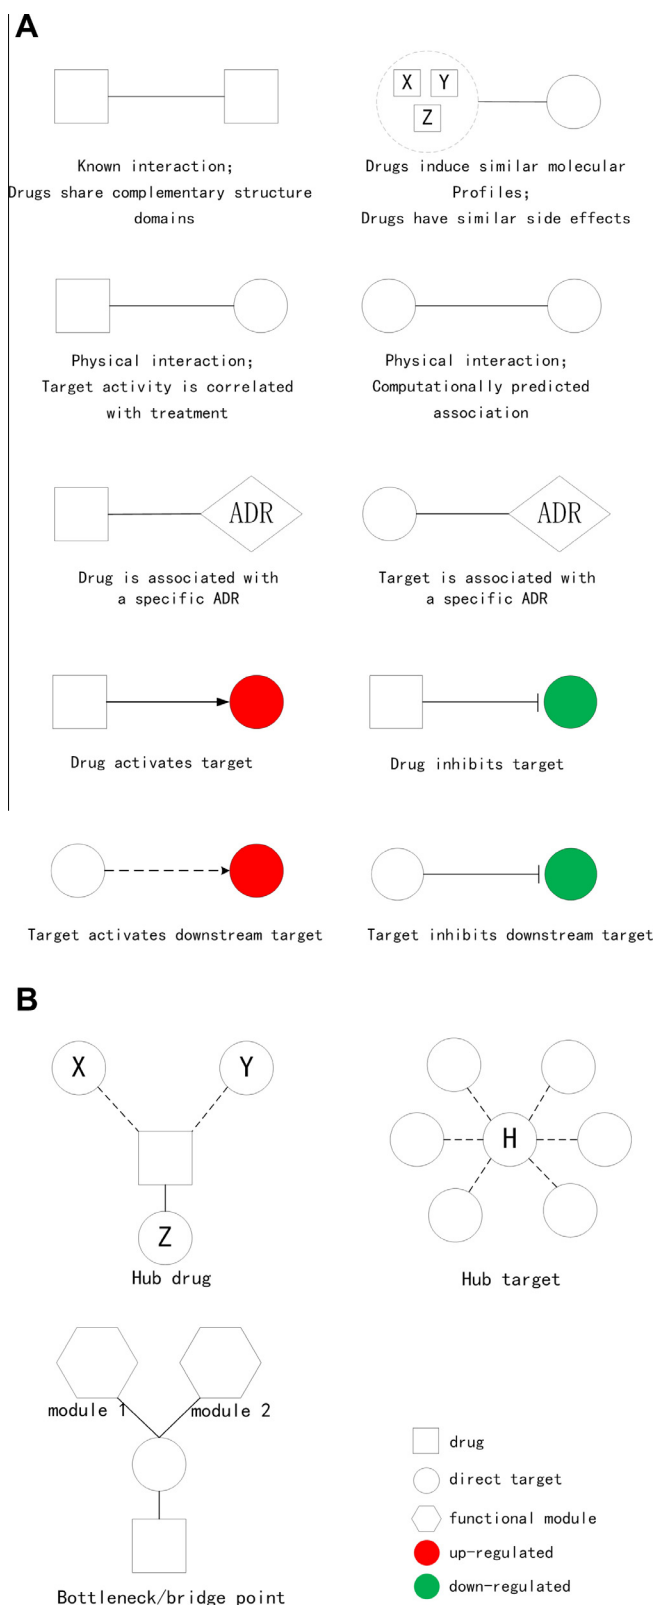 A
X Y
Z
Known interaction;
Drugs share complementary structure
domains
Drugs induce similar molecular
Profiles;
Drugs have similar side effects
Physical interaction;
Target activity is correlated
with treatment
Physical interaction;
Computationally predicted
association
ADR
ADR
Drug is associated with
a specific ADR
Target is associated with
a specific ADR
Drug activates target
Drug inhibits target
Target activates downstream target
Target inhibits downstream target
B
X
Y
Z
Hub drug
H
Hub target
module 1
module 2
Bottleneck/bridge point
drug
direct target
functional module
up-regulated
down-regulated